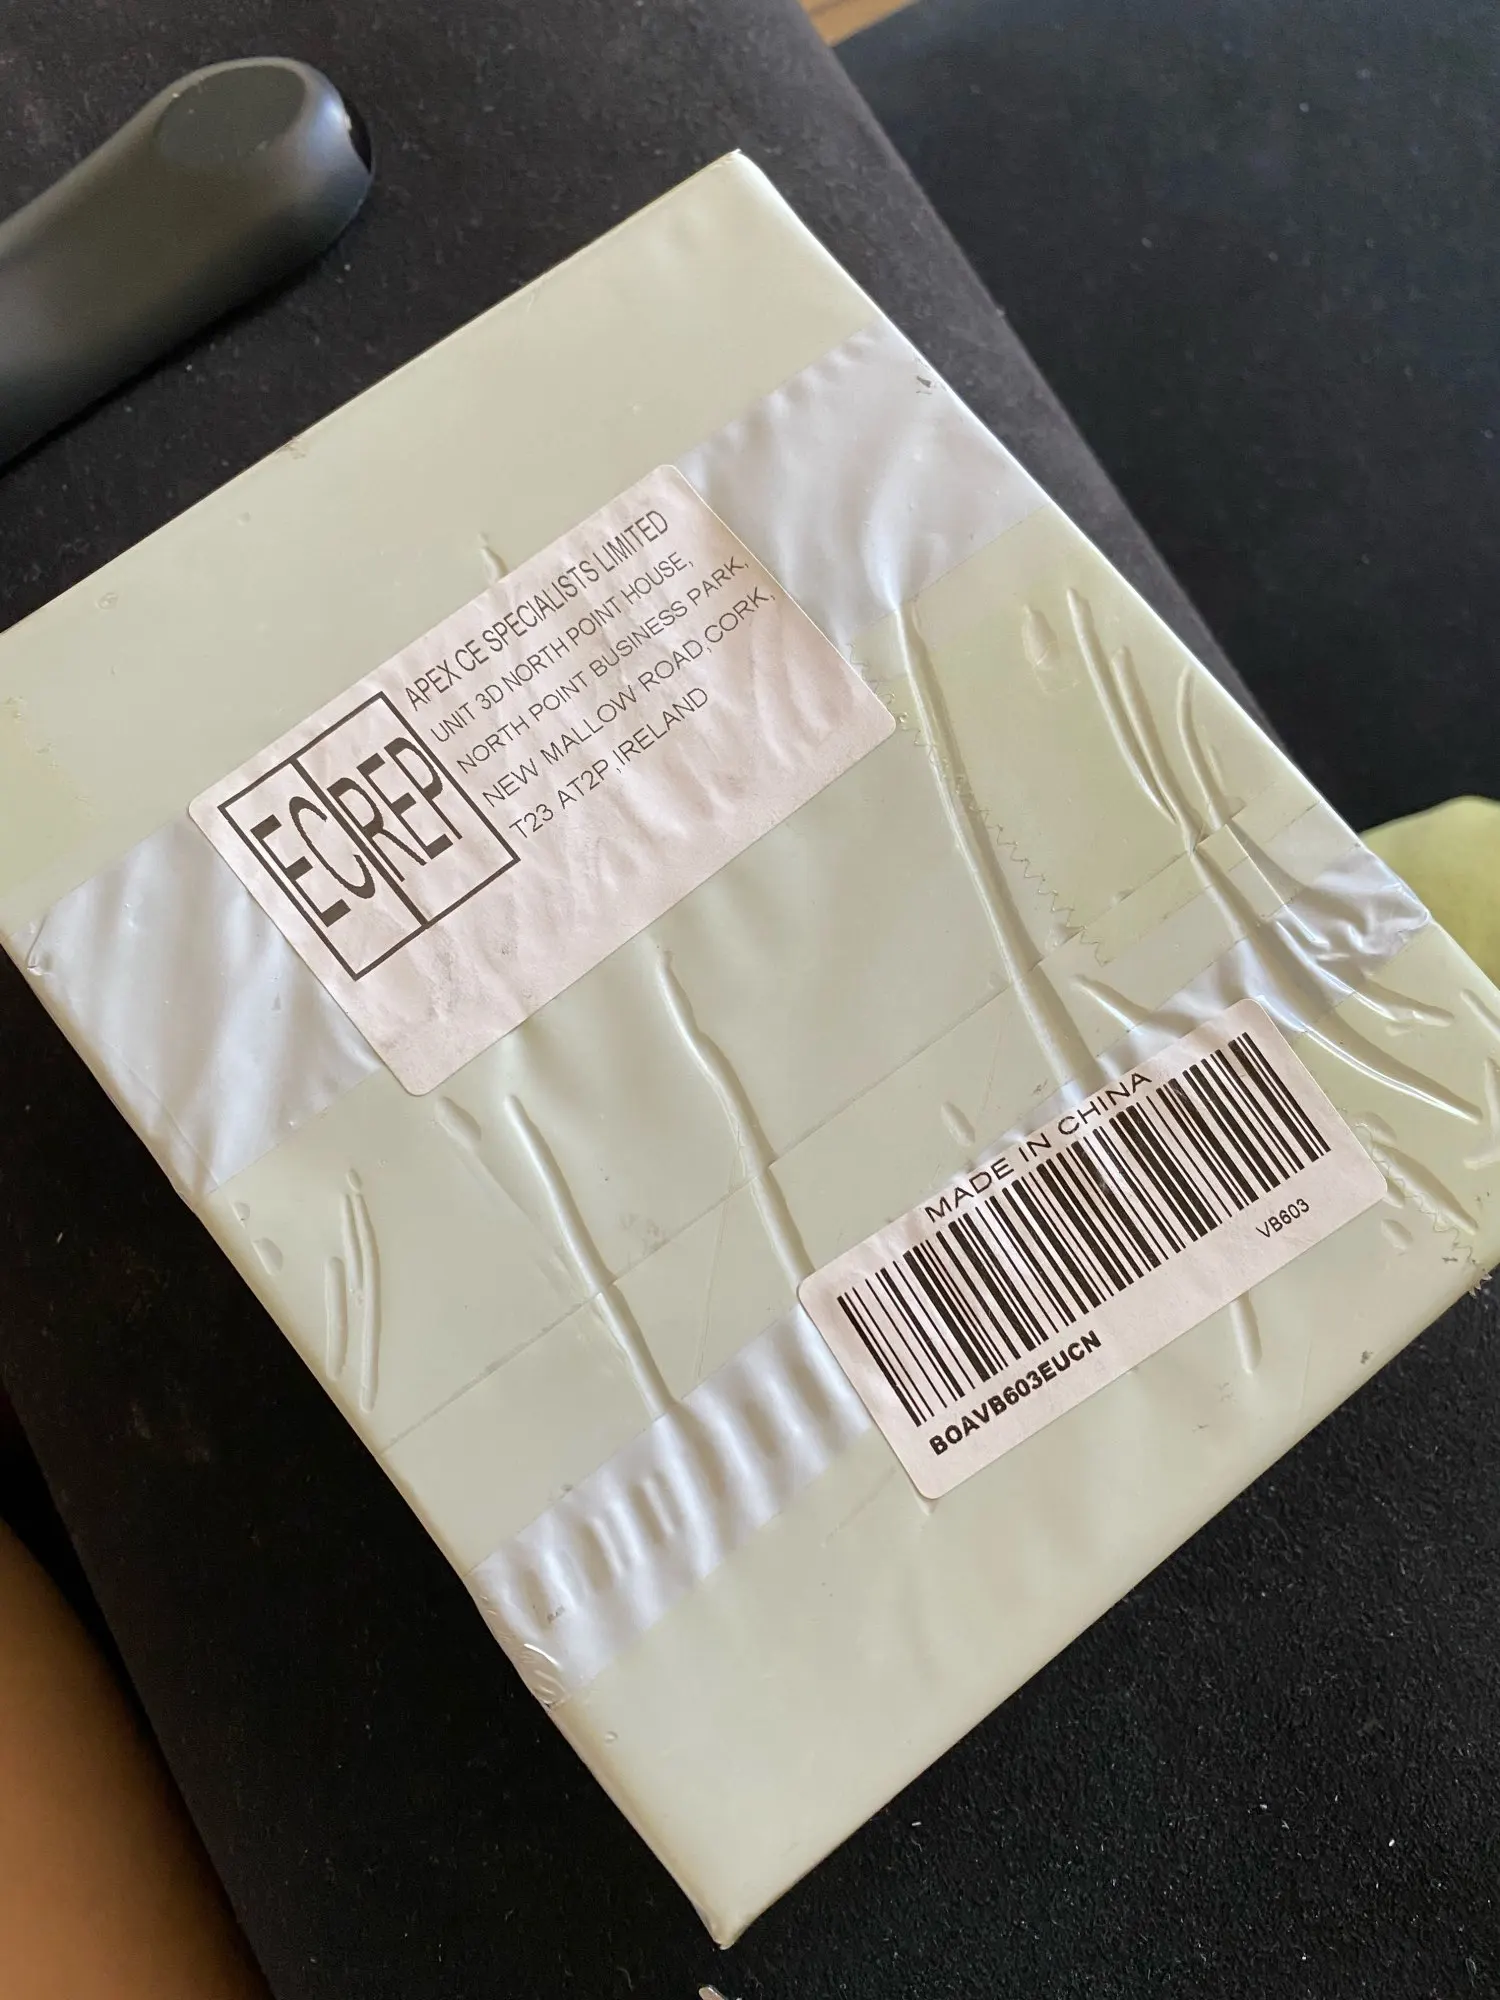 EC REP
APEX CE SPECIALISTS LIMITED
UNIT 3D NORTH POINT HOUSE,
NORTH POINT BUSINESS PARK,
NEW MALLOW ROAD,CORK,
T23 AT2P ,IRELAND
MADE IN CHINA
VB603
BOAVB603EUCN